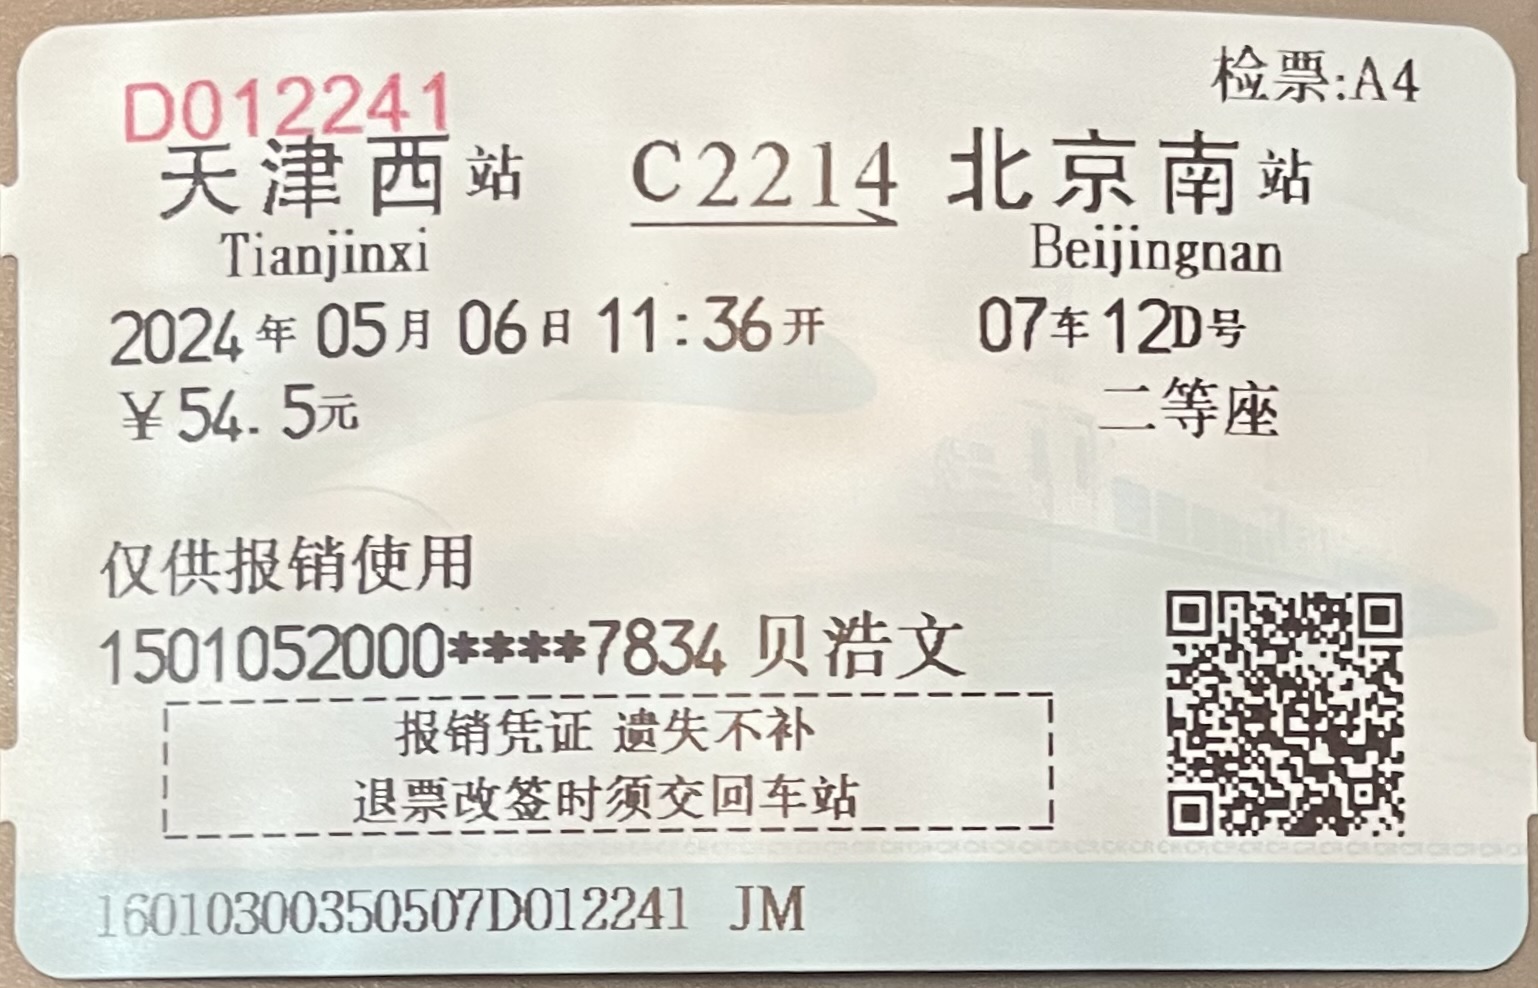 检票:A4
D012241
天津西站 C2214 北京南站
Tianjinxi Beijingnan
2024年05月06日11:36开 07车12D号
¥54.5元 二等座
仅供报销使用
1501052000****7834 贝浩文
报销凭证 遗失不补
退票改签时须交回车站
16010300350507D012241 JM